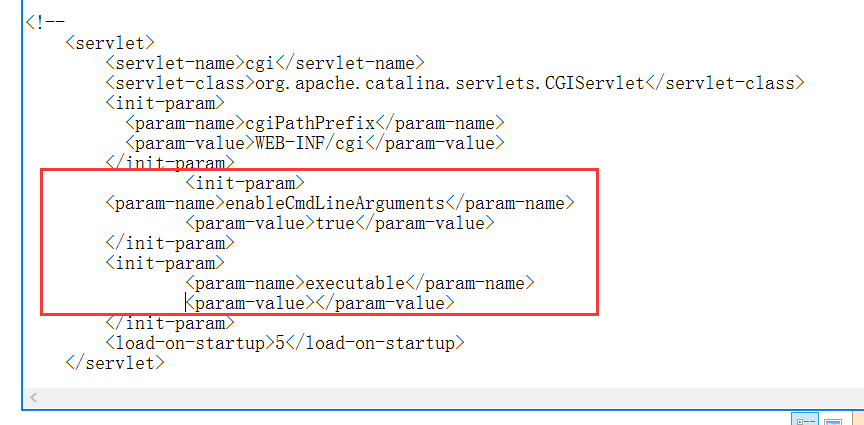 <!--
<servlet>
<servlet-name>cgi</servlet-name>
<servlet-class>org.apache.catalina.servlets.CGIServlet</servlet-class>
<init-param>
<param-name>cgiPathPrefix</param-name>
<param-value>WEB-INF/cgi</param-value>
</init-param>
<init-param>
<param-name>enableCmdLineArguments</param-name>
<param-value>true</param-value>
</init-param>
<init-param>
<param-name>executable</param-name>
<param-value></param-value>
</init-param>
<load-on-startup>5</load-on-startup>
</servlet>